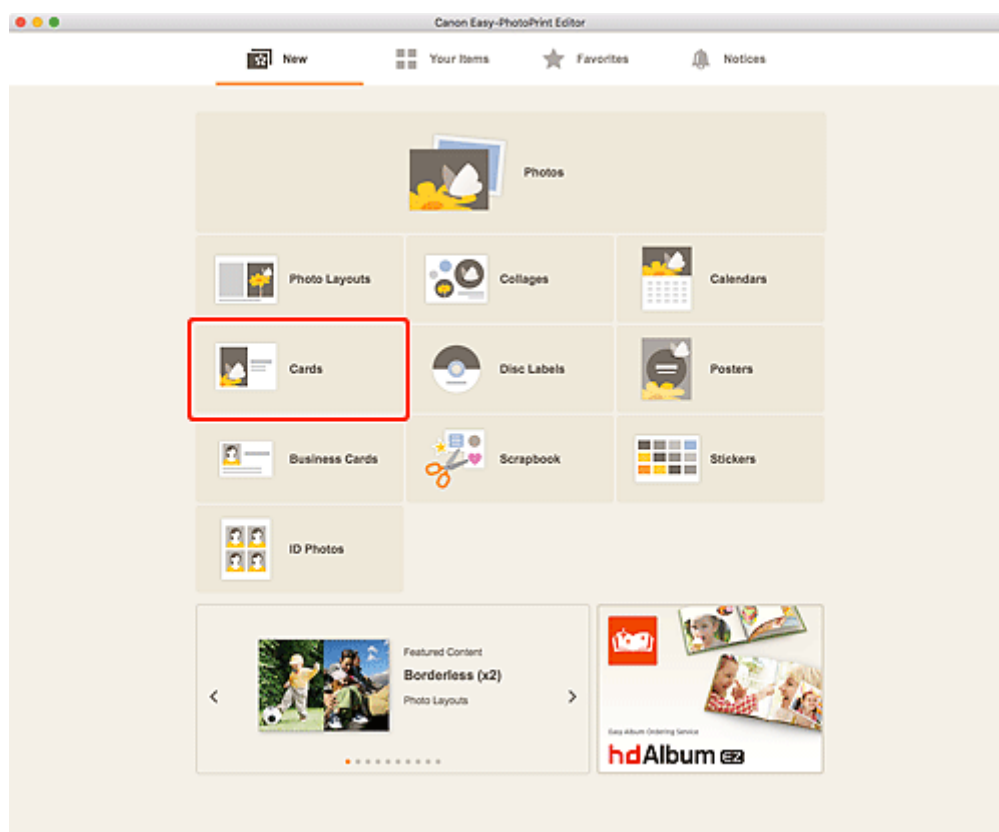 Canon Easy-PhotoPrint Editor
New
Your Items
Favorites
Notices
Photos
Photo Layouts
Collages
Calendars
Cards
Disc Labels
Posters
Business Cards
Scrapbook
Stickers
ID Photos
Featured Content
Borderless (x2)
Photo Layouts
Easy Album Ordering Service
hdAlbum EZ